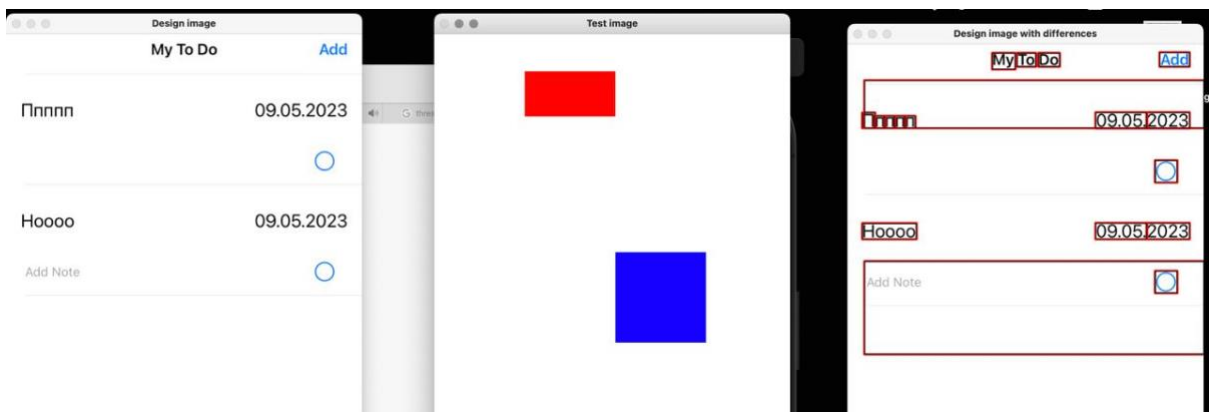 Design image
My To Do Add
Ппппп 09.05.2023
Hoooo 09.05.2023
Add Note
Test image
Design image with differences
My To Do Add
Ппппп 09.05.2023
Hoooo 09.05.2023
Add Note